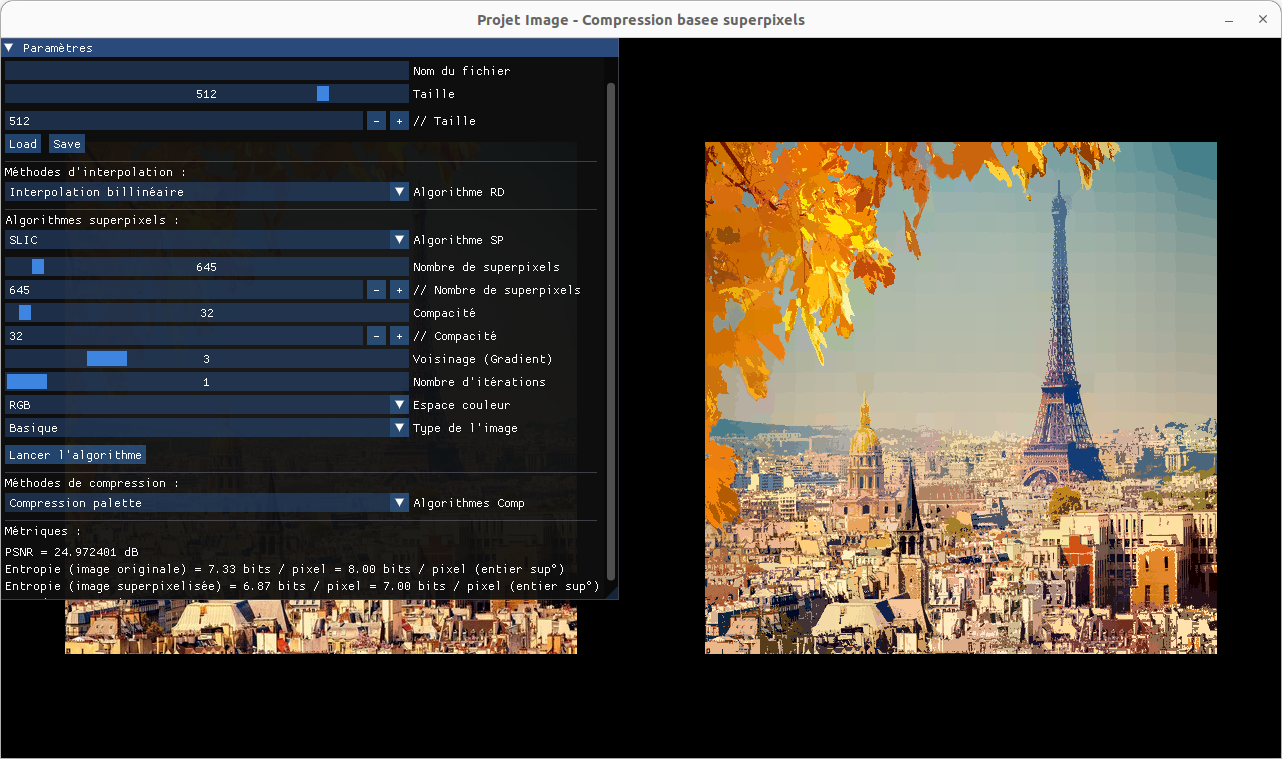 Projet Image - Compression basee superpixels
Paramètres
Nom du fichier
512 Taille
512 - + // Taille
Load Save
Méthodes d'interpolation :
Interpolation billinéaire Algorithme RD
Algorithmes superpixels :
SLIC Algorithme SP
645 Nombre de superpixels
645 - + // Nombre de superpixels
32 Compacité
32 - + // Compacité
3 Voisinage (Gradient)
1 Nombre d'itérations
RGB Espace couleur
Basique Type de l'image
Lancer l'algorithme
Méthodes de compression :
Compression palette Algorithmes Comp
Métriques :
PSNR = 24.972401 dB
Entropie (image originale) = 7.33 bits / pixel = 8.00 bits / pixel (entier sup°)
Entropie (image superpixelisée) = 6.87 bits / pixel = 7.00 bits / pixel (entier sup°)